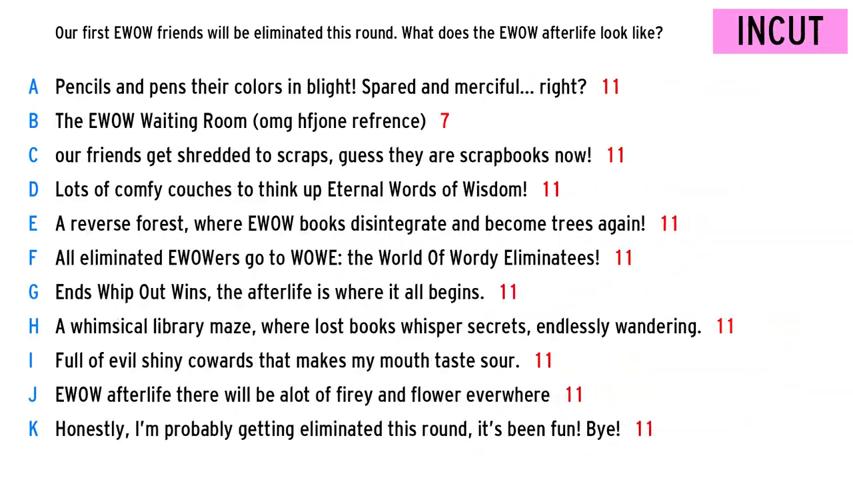 Our first EWOW friends will be eliminated this round. What does the EWOW afterlife look like?
INCUT
A Pencils and pens their colors in blight! Spared and merciful... right? 11
B The EWOW Waiting Room (omg hfjone refrence) 7
C our friends get shredded to scraps, guess they are scrapbooks now! 11
D Lots of comfy couches to think up Eternal Words of Wisdom! 11
E A reverse forest, where EWOW books disintegrate and become trees again! 11
F All eliminated EWOWers go to WOWE: the World Of Wordy Eliminatees! 11
G Ends Whip Out Wins, the afterlife is where it all begins. 11
H A whimsical library maze, where lost books whisper secrets, endlessly wandering. 11
I Full of evil shiny cowards that makes my mouth taste sour. 11
J EWOW afterlife there will be alot of firey and flower everwhere 11
K Honestly, I'm probably getting eliminated this round, it's been fun! Bye! 11